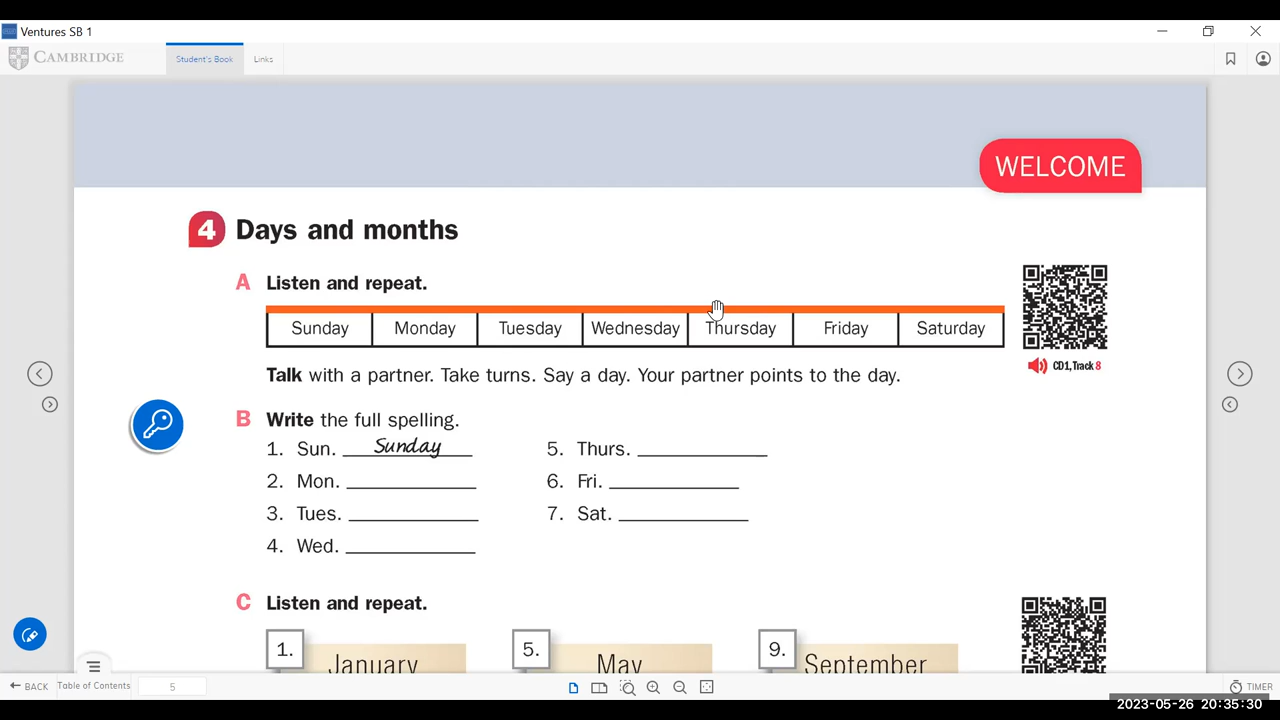 Ventures SB 1
CAMBRIDGE
Student's Book
Links
WELCOME
4 Days and months
A Listen and repeat.
Sunday Monday Tuesday Wednesday Thursday Friday Saturday
CD1, Track 8
Talk with a partner. Take turns. Say a day. Your partner points to the day.
B Write the full spelling.
1. Sun. Sunday
2. Mon.
3. Tues.
4. Wed.
5. Thurs.
6. Fri.
7. Sat.
C Listen and repeat.
1. January
5. May
9. September
BACK
Table of Contents
5
TIMER
2023-05-26 20:35:30